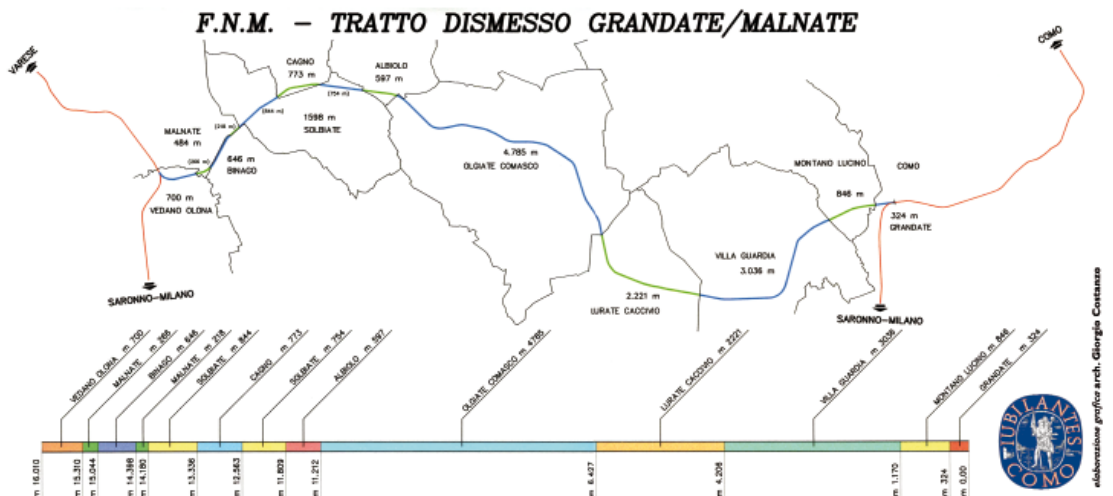 F.N.M. - TRATTO DISMESSO GRANDATE/MALNATE
VARESE
COMO
CAGNO
773 m
ALBIOLO
597 m
(754 m)
(844 m)
1598 m
SOLBIATE
MALNATE
484 m
(218 m)
646 m
BINAGO
(266 m)
700 m
VEDANO OLONA
4.785 m
OLGIATE COMASCO
MONTANO LUCINO
COMO
846 m
324 m
GRANDATE
VILLA GUARDIA
3.036 m
2.221 m
LURATE CACCIVIO
SARONNO-MILANO
SARONNO-MILANO
VEDANO OLONA m 700
MALNATE m 266
BINAGO m 646
MALNATE m 218
SOLBIATE m 844
CAGNO m 773
SOLBIATE m 754
ALBIOLO m 597
OLGIATE COMASCO m 4785
LURATE CACCIVIO m 2221
VILLA GUARDIA m 3036
MONTANO LUCINO m 846
GRANDATE m 324
m 16.010
m 15.310
m 15.044
m 14.398
m 14.180
m 13.336
m 12.563
m 11.809
m 11.212
m 6.427
m 4.206
m 1.170
m 324
m 0,00
IUBILANTES
COMO
elaborazione grafica arch. Giorgio Costanzo